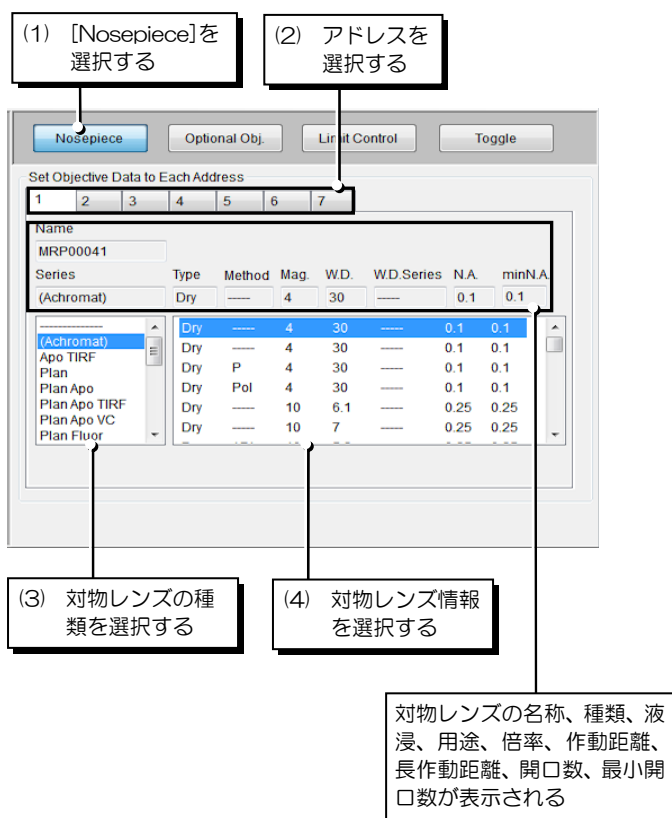 (1) [Nosepiece]を
選択する
(2) アドレスを
選択する
Nosepiece
Optional Obj.
Limit Control
Toggle
Set Objective Data to Each Address
1 2 3 4 5 6 7
Name
MRP00041
Series Type Method Mag. W.D. W.D.Series N.A. minN.A.
(Achromat) Dry ----- 4 30 ----- 0.1 0.1
-------------
(Achromat)
Apo TIRF
Plan
Plan Apo
Plan Apo TIRF
Plan Apo VC
Plan Fluor
Dry ----- 4 30 ----- 0.1 0.1
Dry ----- 4 30 ----- 0.1 0.1
Dry P 4 30 ----- 0.1 0.1
Dry Pol 4 30 ----- 0.1 0.1
Dry ----- 10 6.1 ----- 0.25 0.25
Dry ----- 10 7 ----- 0.25 0.25
(3) 対物レンズの種
類を選択する
(4) 対物レンズ情報
を選択する
対物レンズの名称、種類、液
浸、用途、倍率、作動距離、
長作動距離、開口数、最小開
口数が表示される